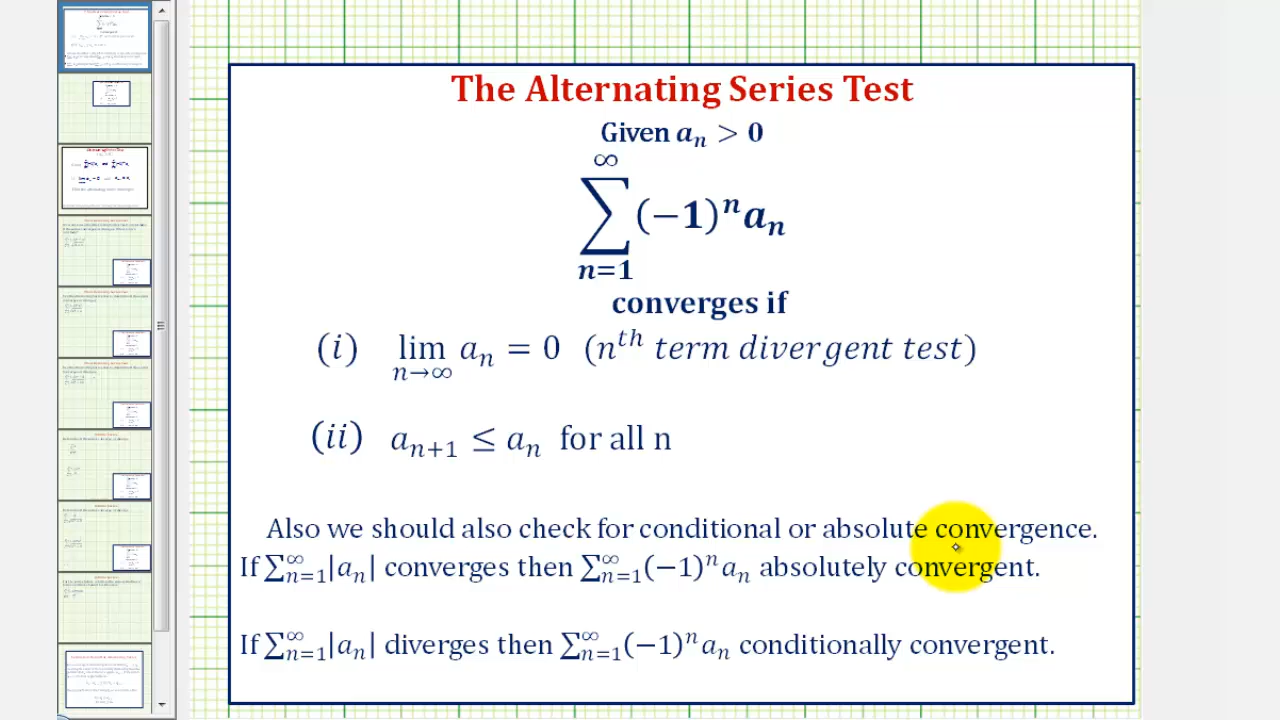 The Alternating Series Test
Given aₙ > 0
∞
∑(−1)ⁿaₙ
n=1
converges if
(i) lim aₙ = 0 (nᵗʰ term divergent test)
n→∞
(ii) aₙ₊₁ ≤ aₙ for all n
Also we should also check for conditional or absolute convergence.
If ∑∞ₙ₌₁|aₙ| converges then ∑∞ₙ₌₁(−1)ⁿaₙ absolutely convergent.
If ∑∞ₙ₌₁|aₙ| diverges then ∑∞ₙ₌₁(−1)ⁿaₙ conditionally convergent.